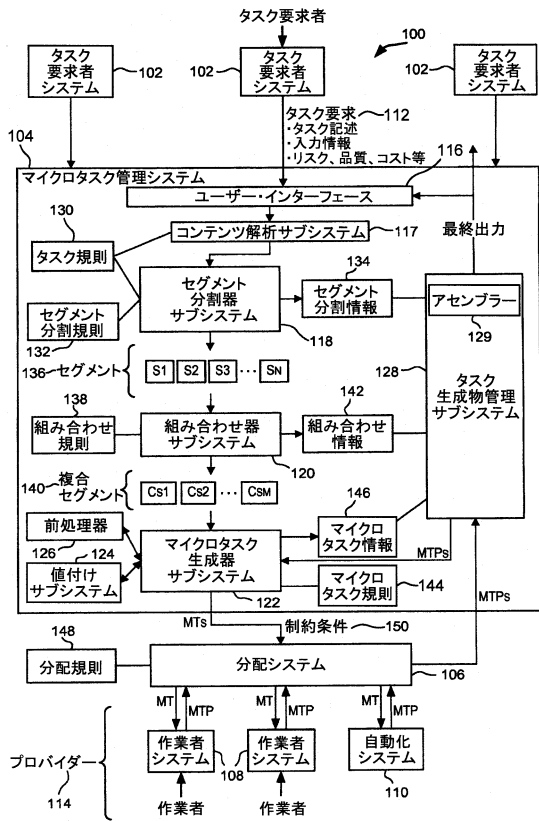 タスク要求者
100
タスク
要求者
システム
102
タスク
要求者
システム
102
タスク
要求者
システム
102
タスク要求 112
・タスク記述
・入力情報
・リスク、品質、コスト等
104
マイクロタスク管理システム
116
ユーザー・インターフェース
コンテンツ解析サブシステム
117
最終出力
130
タスク規則
セグメント
分割規則
132
セグメント
分割器
サブシステム
118
134
セグメント
分割情報
アセンブラー
129
128
タスク
生成物管理
サブシステム
136 セグメント
S1 S2 S3 ··· SN
138
組み合わせ
規則
組み合わせ器
サブシステム
120
142
組み合わせ
情報
140 複合
セグメント
CS1 CS2 ··· CSM
前処理器
126
124
値付け
サブシステム
マイクロタスク
生成器
サブシステム
122
146
マイクロ
タスク情報
MTPs
マイクロ
タスク規則
144
MTPs
MTs
制約条件 150
148
分配規則
分配システム
106
MT MTP
MT MTP
MT MTP
プロバイダー
114
作業者
システム
108
作業者
システム
自動化
システム
110
作業者
作業者